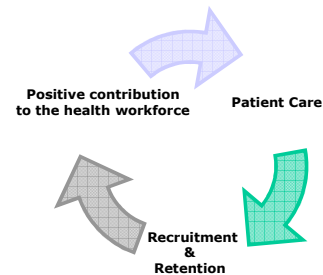 Positive contribution
to the health workforce
Patient Care
Recruitment
&
Retention